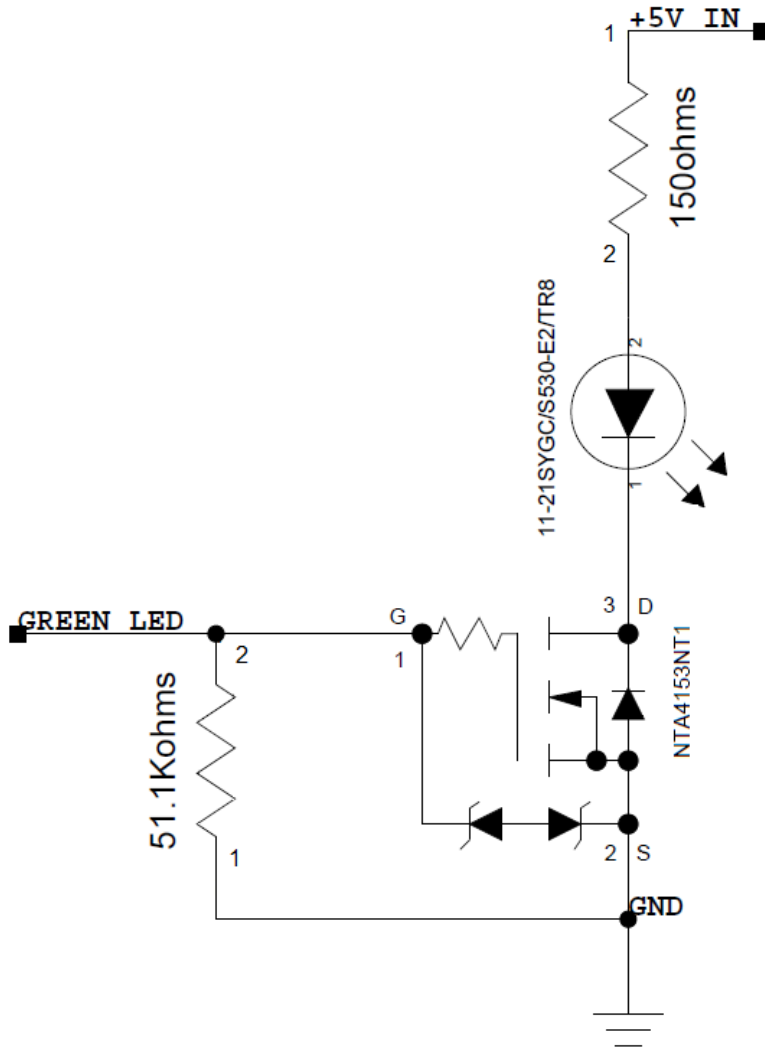 1 +5V IN
150ohms
2
11-21SYGC/S530-E2/TR8
2
1
3 D
GREEN LED
G
2
1
NTA4153NT1
51.1Kohms
1
2 S
GND